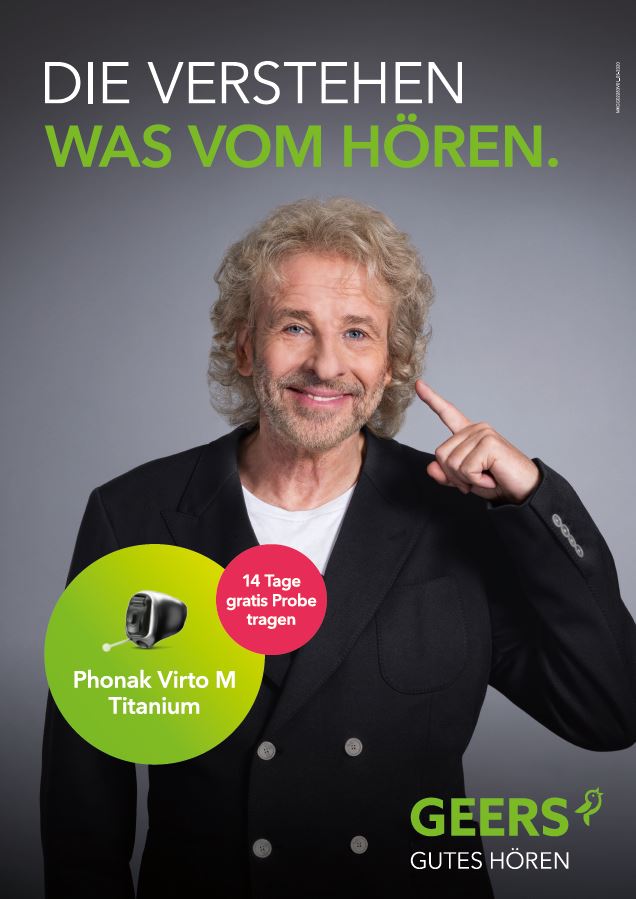 DIE VERSTEHEN
WAS VOM HÖREN.
14 Tage
gratis Probe
tragen
Phonak Virto M
Titanium
GEERS
GUTES HÖREN